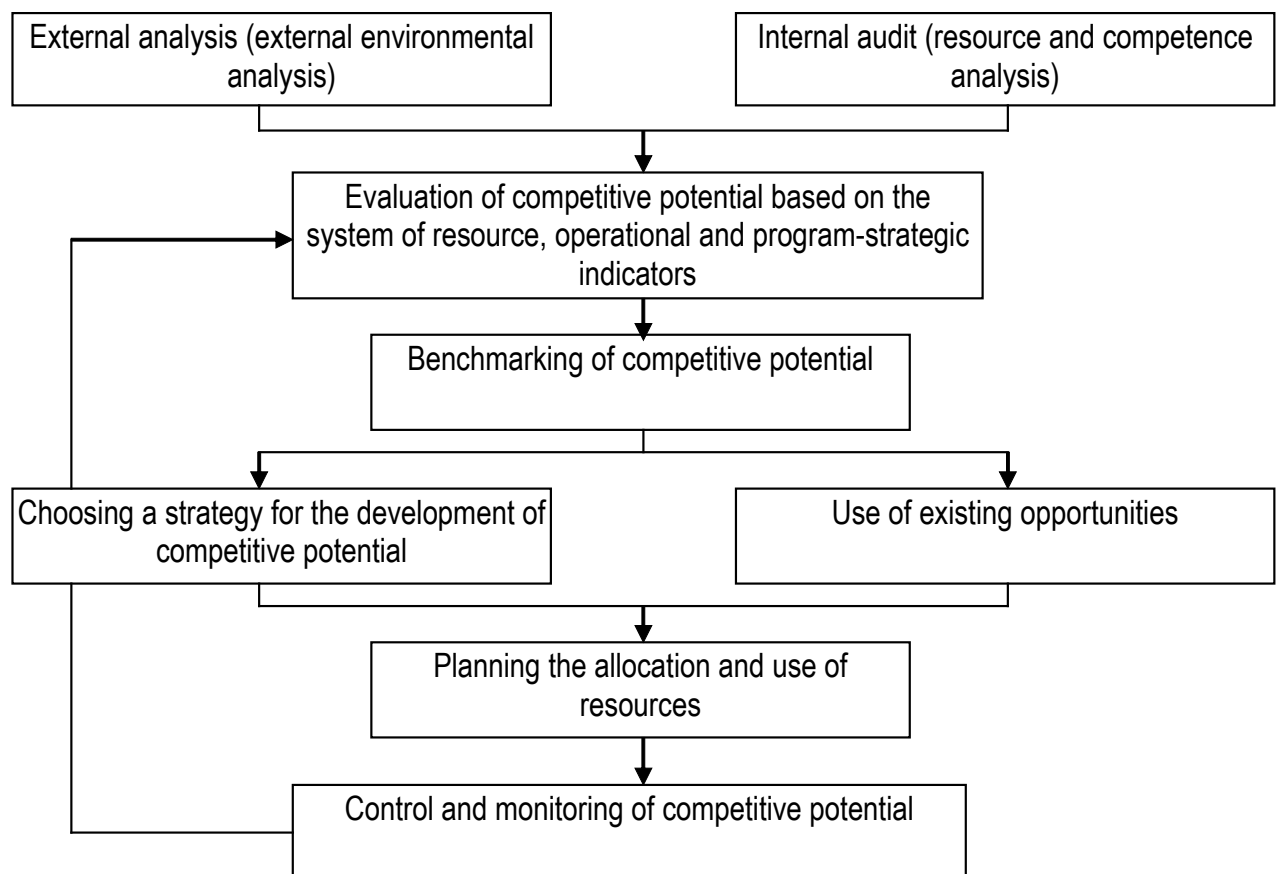 External analysis (external environmental
analysis)
Internal audit (resource and competence
analysis)
Evaluation of competitive potential based on the
system of resource, operational and program-strategic
indicators
Benchmarking of competitive potential
Choosing a strategy for the development of
competitive potential
Use of existing opportunities
Planning the allocation and use of
resources
Control and monitoring of competitive potential